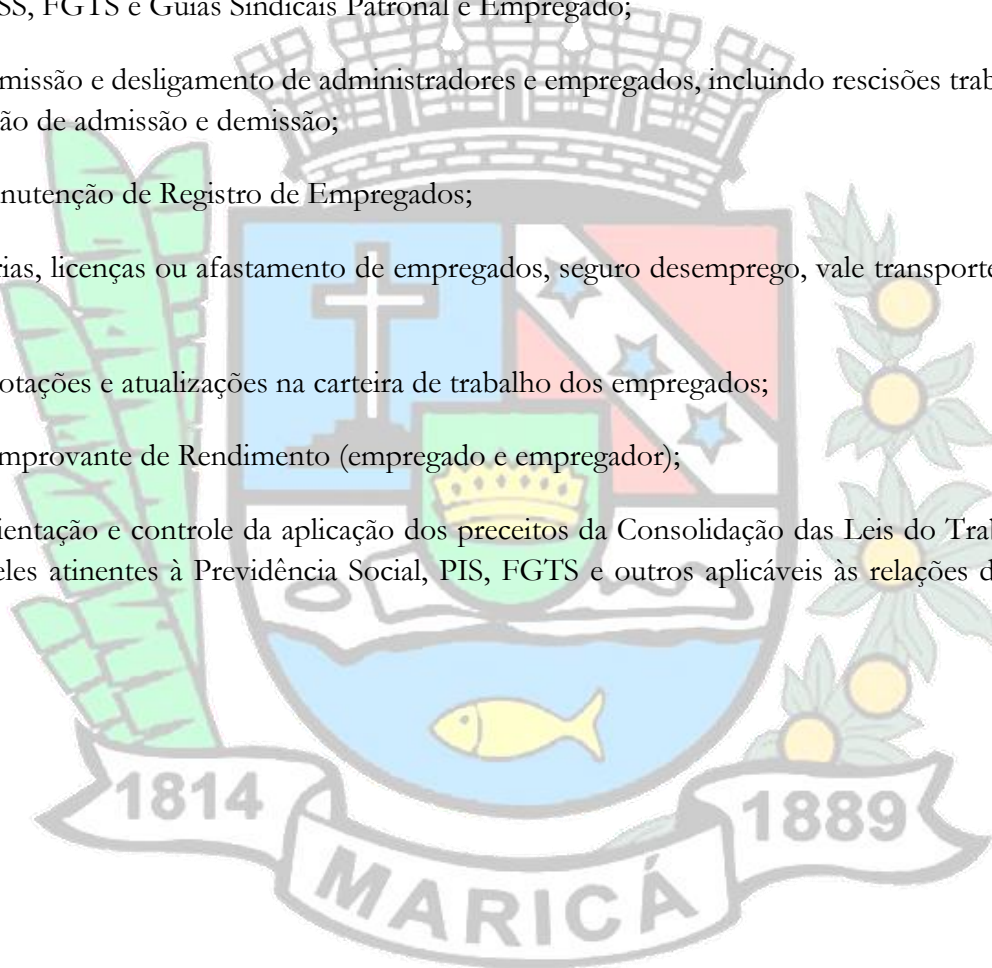 SS, FGTS e Guias Sindicais Patronal e Empregado;
missão e desligamento de administradores e empregados, incluindo rescisões trab
ão de admissão e demissão;
nutenção de Registro de Empregados;
rias, licenças ou afastamento de empregados, seguro desemprego, vale transporte
otações e atualizações na carteira de trabalho dos empregados;
mprovante de Rendimento (empregado e empregador);
ientação e controle da aplicação dos preceitos da Consolidação das Leis do Trab
eles atinentes à Previdência Social, PIS, FGTS e outros aplicáveis às relações d
1814
1889
MARICÁ